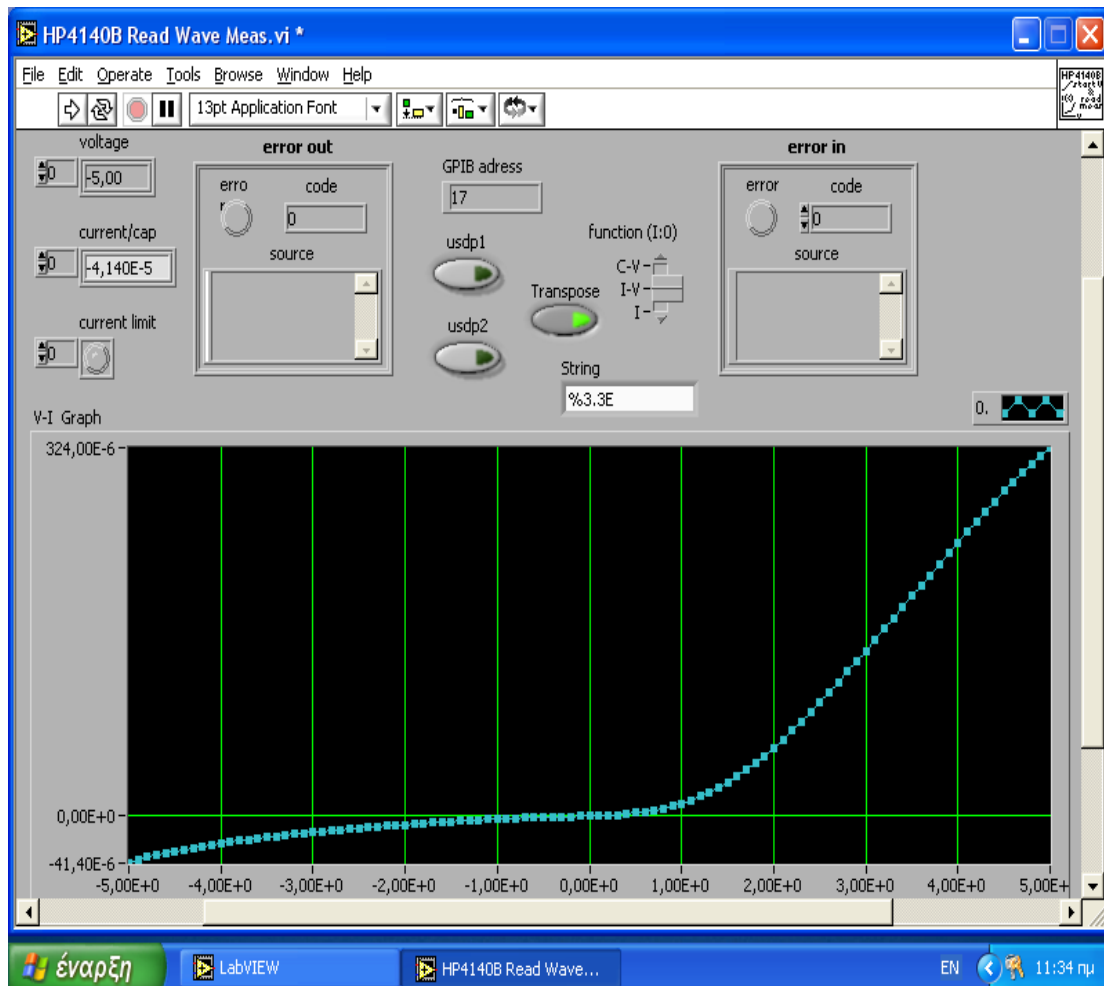 HP4140B Read Wave Meas.vi *
File Edit Operate Tools Browse Window Help
13pt Application Font
HP4140B
voltage
0
-5,00
current/cap
0
-4,140E-5
current limit
0
error out
erro
r
code
0
source
GPIB adress
17
usdp1
usdp2
Transpose
function (I:0)
C-V
I-V
I
String
%3.3E
error in
error
code
0
source
0.
V-I Graph
324,00E-6
0,00E+0
-41,40E-6
-5,00E+0 -4,00E+0 -3,00E+0 -2,00E+0 -1,00E+0 0,00E+0 1,00E+0 2,00E+0 3,00E+0 4,00E+0 5,00E+
έναρξη LabVIEW HP4140B Read Wave... EN 11:34 πμ